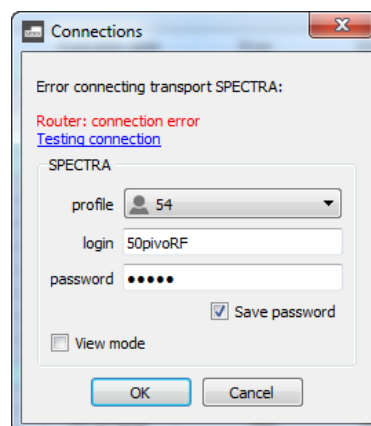 Connections
Error connecting transport SPECTRA:
Router: connection error
Testing connection
SPECTRA
profile 54
login 50pivoRF
password •••••
Save password
View mode
OK Cancel